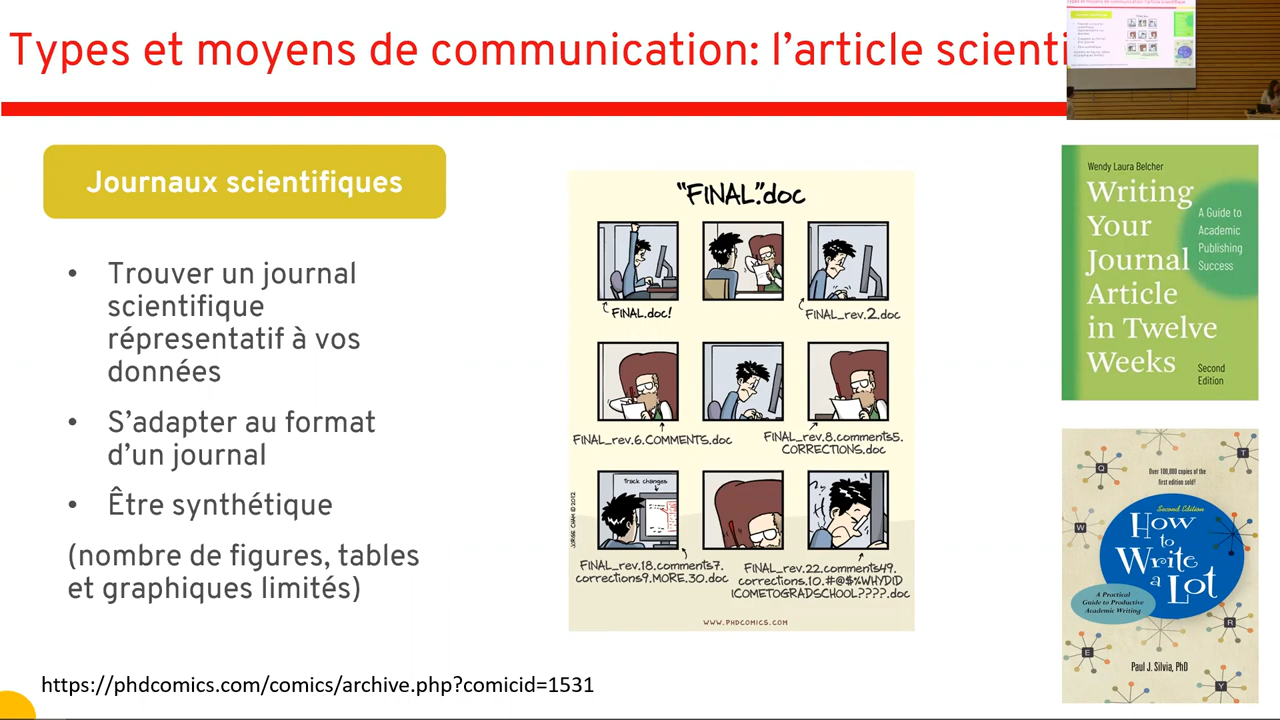 Types et moyens de communication: l'article scienti
Journaux scientifiques
• Trouver un journal
scientifique
répresentatif à vos
données
• S'adapter au format
d'un journal
• Être synthétique
(nombre de figures, tables
et graphiques limités)
https://phdcomics.com/comics/archive.php?comicid=1531
"FINAL".doc
FINAL.doc!
FINAL_rev.2.doc
FINAL_rev.6.COMMENTS.doc
FINAL_rev.8.comments5.
CORRECTIONS.doc
Track changes
JORGE CHAM © 2012
FINAL_rev.18.comments7.
corrections9.MORE.30.doc
FINAL_rev.22.comments49.
corrections.10.#@$%WHYDID
ICOMETOGRADSCHOOL????.doc
WWW.PHDCOMICS.COM
Wendy Laura Belcher
Writing
Your
Journal
Article
in Twelve
Weeks
A Guide to
Academic
Publishing
Success
Second
Edition
Over 100,000 copies of the
first edition sold!
Second Edition
How
to
Write
a Lot
A Practical
Guide to Productive
Academic Writing
Paul J. Silvia, PhD
Q
T
W
R
E
Y